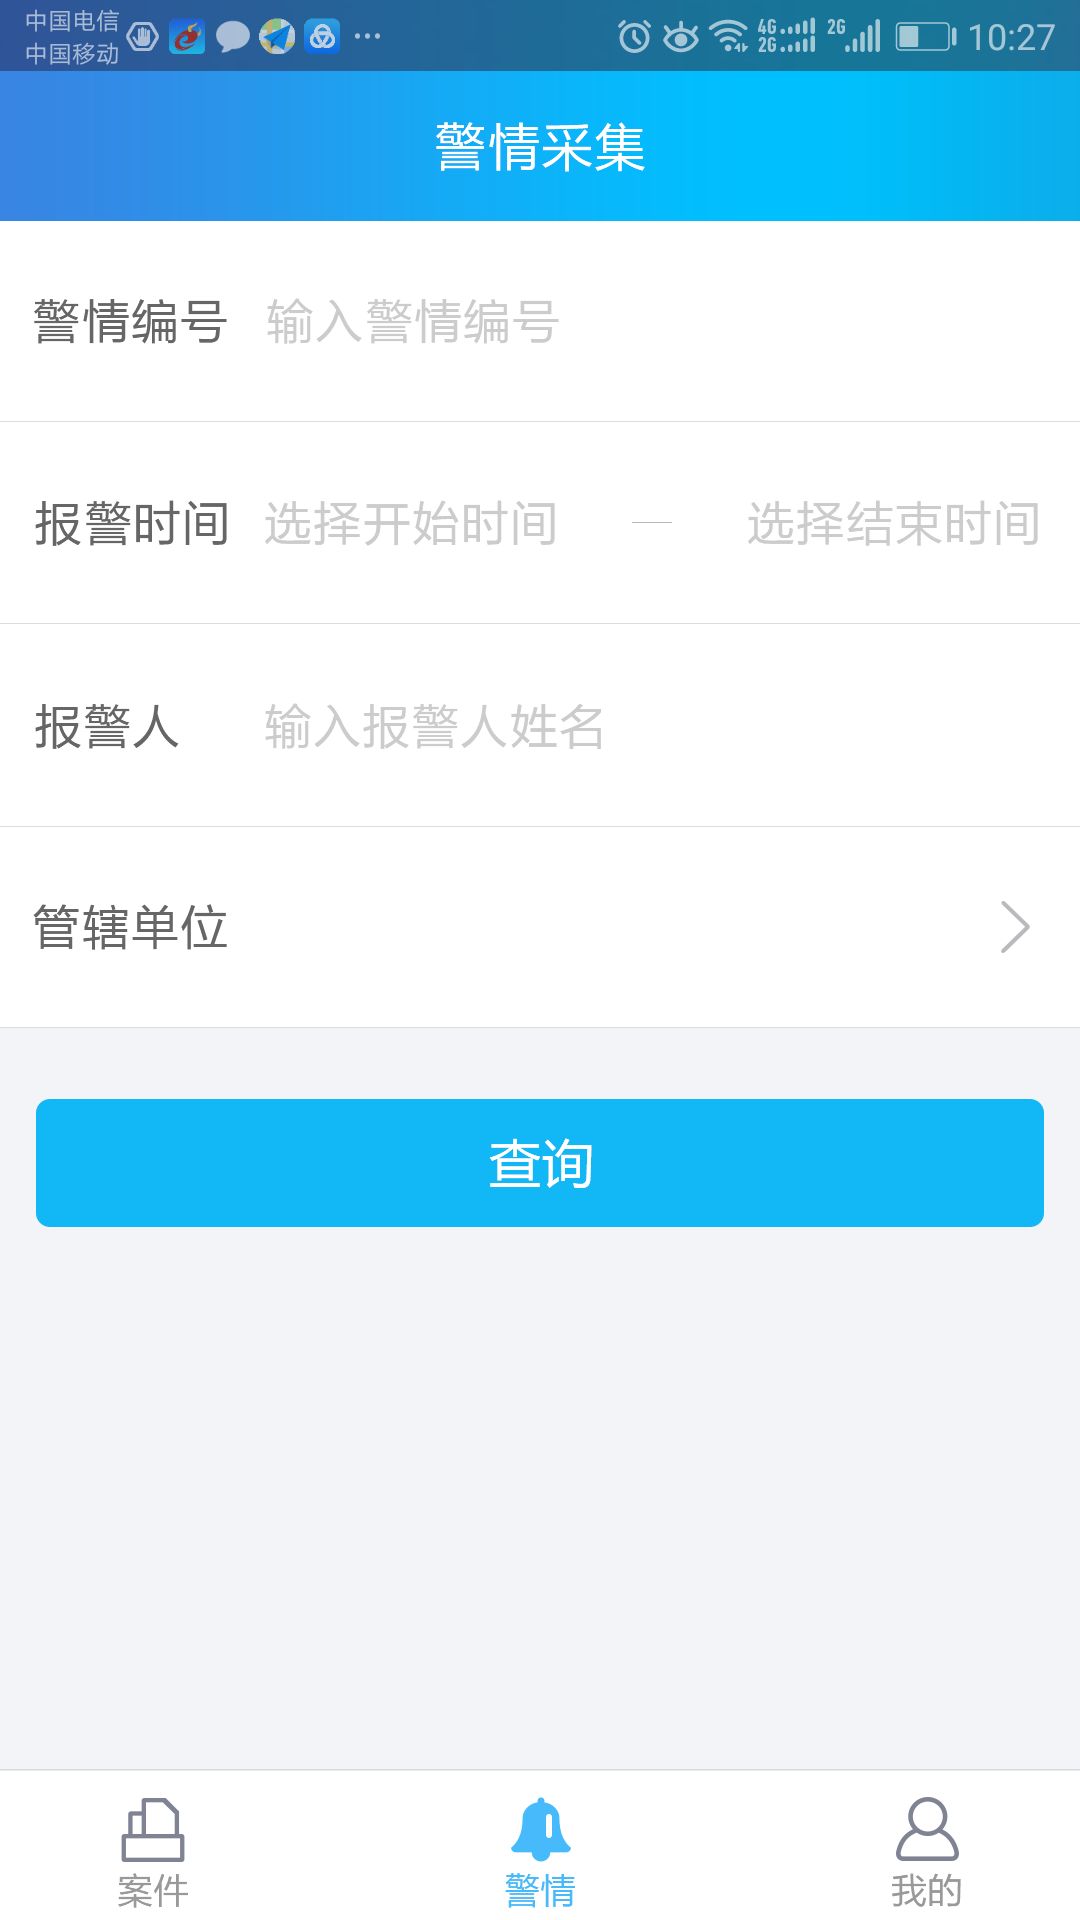 中国电信
中国移动
4G
2G
2G
10:27
警情采集
警情编号 输入警情编号
报警时间 选择开始时间 — 选择结束时间
报警人 输入报警人姓名
管辖单位
查询
案件 警情 我的